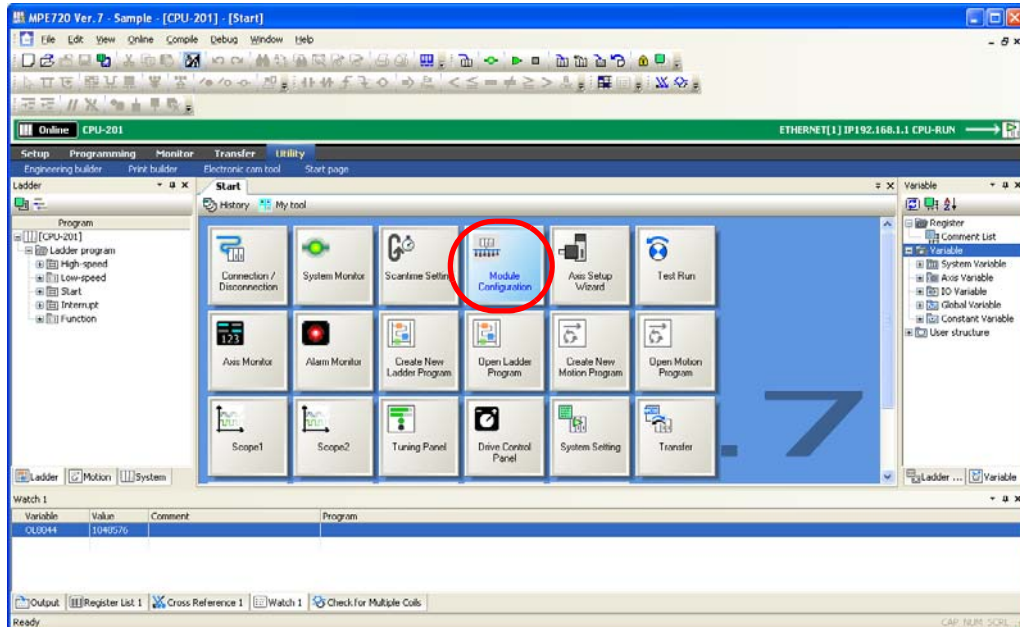 MPE720 Ver. 7 - Sample - [CPU-201] - [Start]
File Edit View Online Compile Debug Window Help
Online CPU-201 ETHERNET[1] IP192.168.1.1 CPU-RUN
Setup Programming Monitor Transfer Utility
Engineering builder Print builder Electronic cam tool Start page
Ladder
Program
[CPU-201]
Ladder program
High-speed
Low-speed
Start
Interrupt
Function
Ladder Motion System
Start
History My tool
Connection / Disconnection
System Monitor
Scantime Settin
Module Configuration
Axis Setup Wizard
Test Run
Axis Monitor
Alarm Monitor
Create New Ladder Program
Open Ladder Program
Create New Motion Program
Open Motion Program
Scope1
Scope2
Tuning Panel
Drive Control Panel
System Setting
Transfer
.7
Variable
Register
Comment List
Variable
System Variable
Axis Variable
IO Variable
Global Variable
Constant Variable
User structure
Ladder ... Variable
Watch 1
Variable Value Comment Program
OL8044 1048576
Output Register List 1 Cross Reference 1 Watch 1 Check for Multiple Coils
Ready CAP NUM SCRL